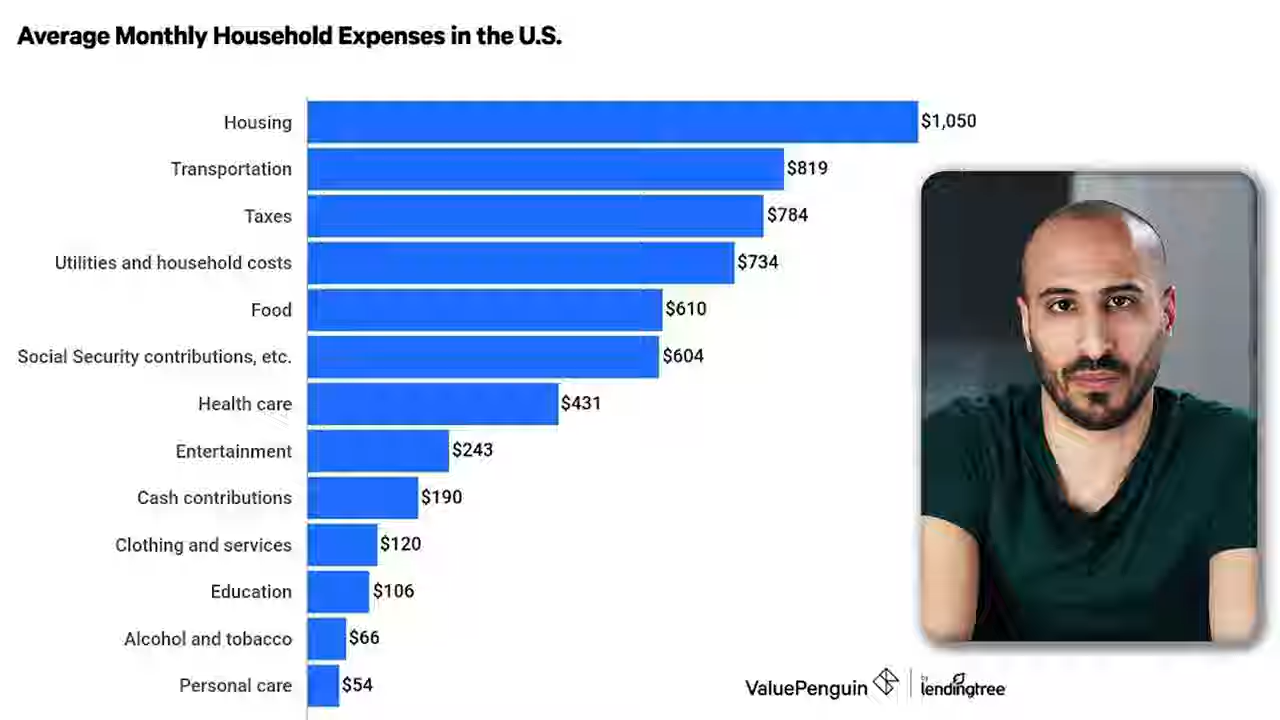 Average Monthly Household Expenses in the U.S.
Housing $1,050
Transportation $819
Taxes $784
Utilities and household costs $734
Food $610
Social Security contributions, etc. $604
Health care $431
Entertainment $243
Cash contributions $190
Clothing and services $120
Education $106
Alcohol and tobacco $66
Personal care $54
ValuePenguin by lendingtree